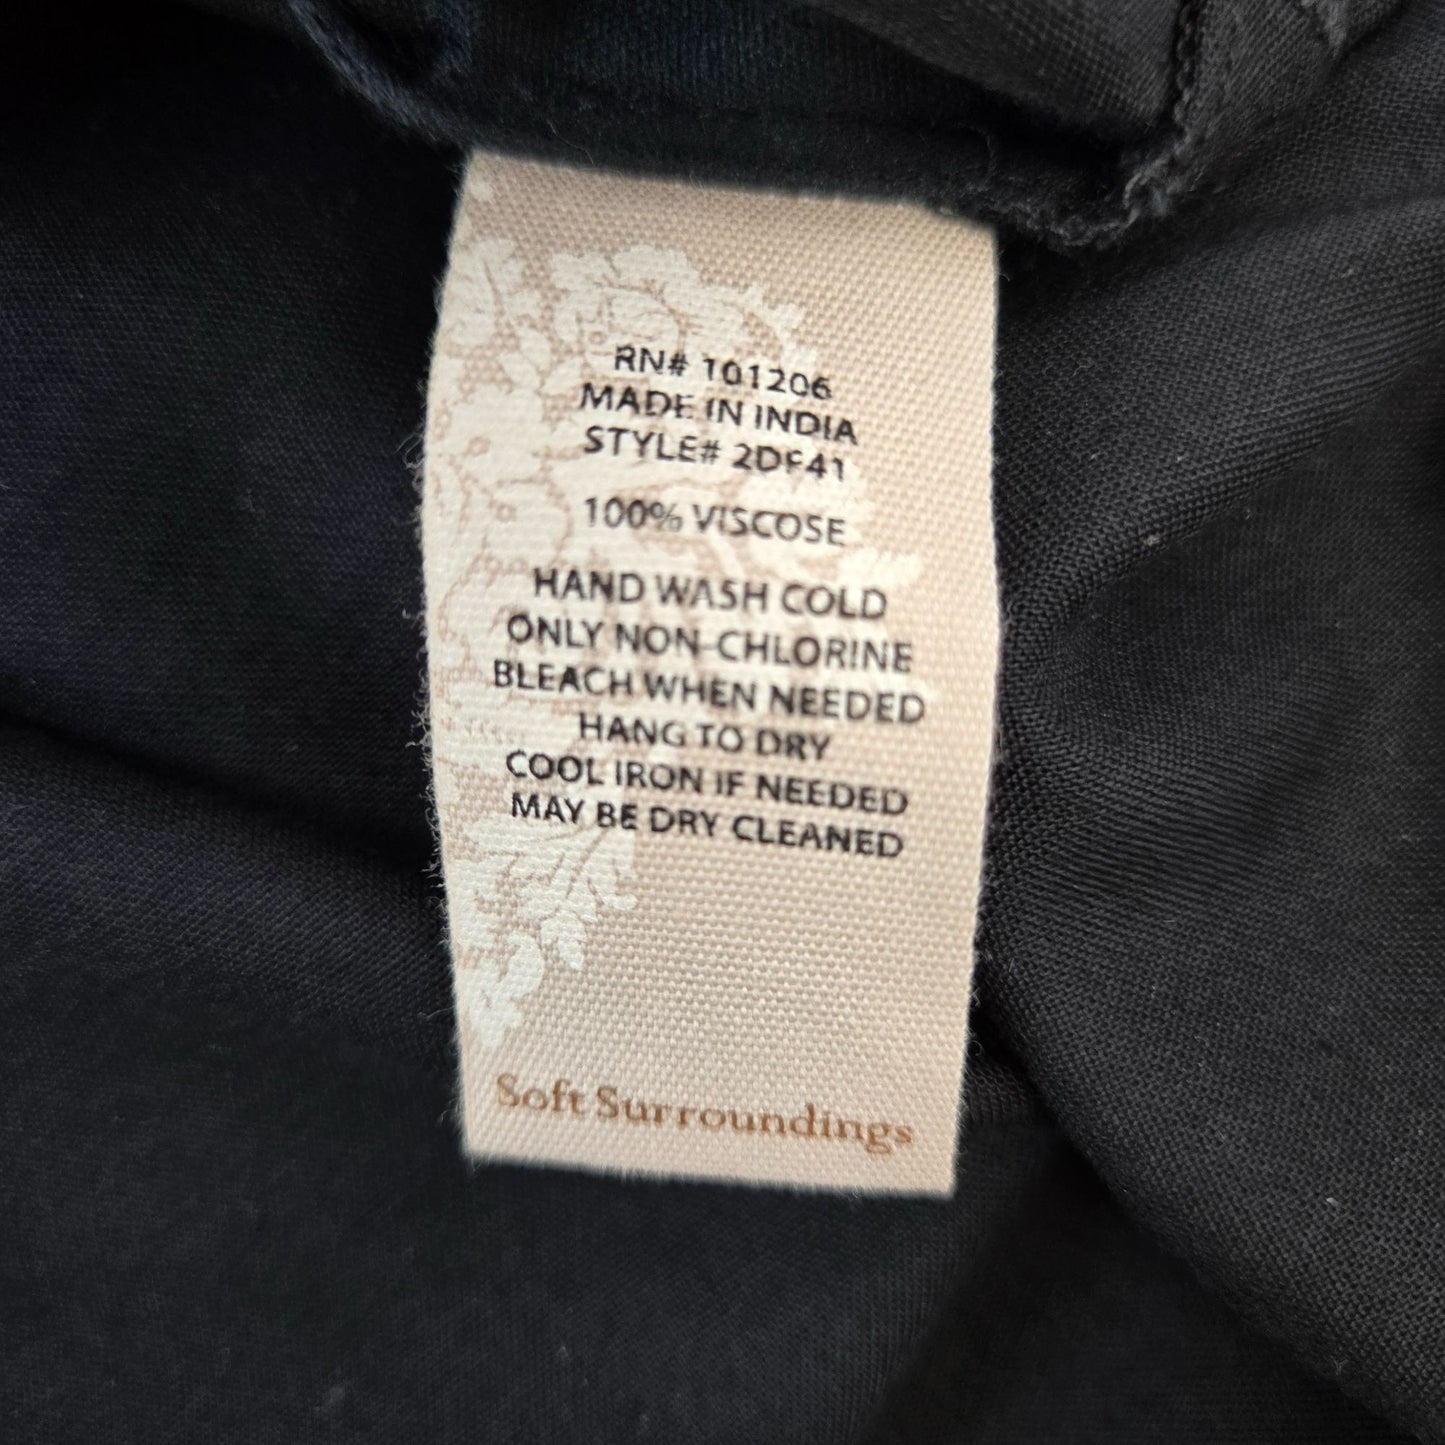 RN# 101206
MADE IN INDIA
STYLE# 2DF41
100% VISCOSE
HAND WASH COLD
ONLY NON-CHLORINE
BLEACH WHEN NEEDED
HANG TO DRY
COOL IRON IF NEEDED
MAY BE DRY CLEANED
Soft Surroundings